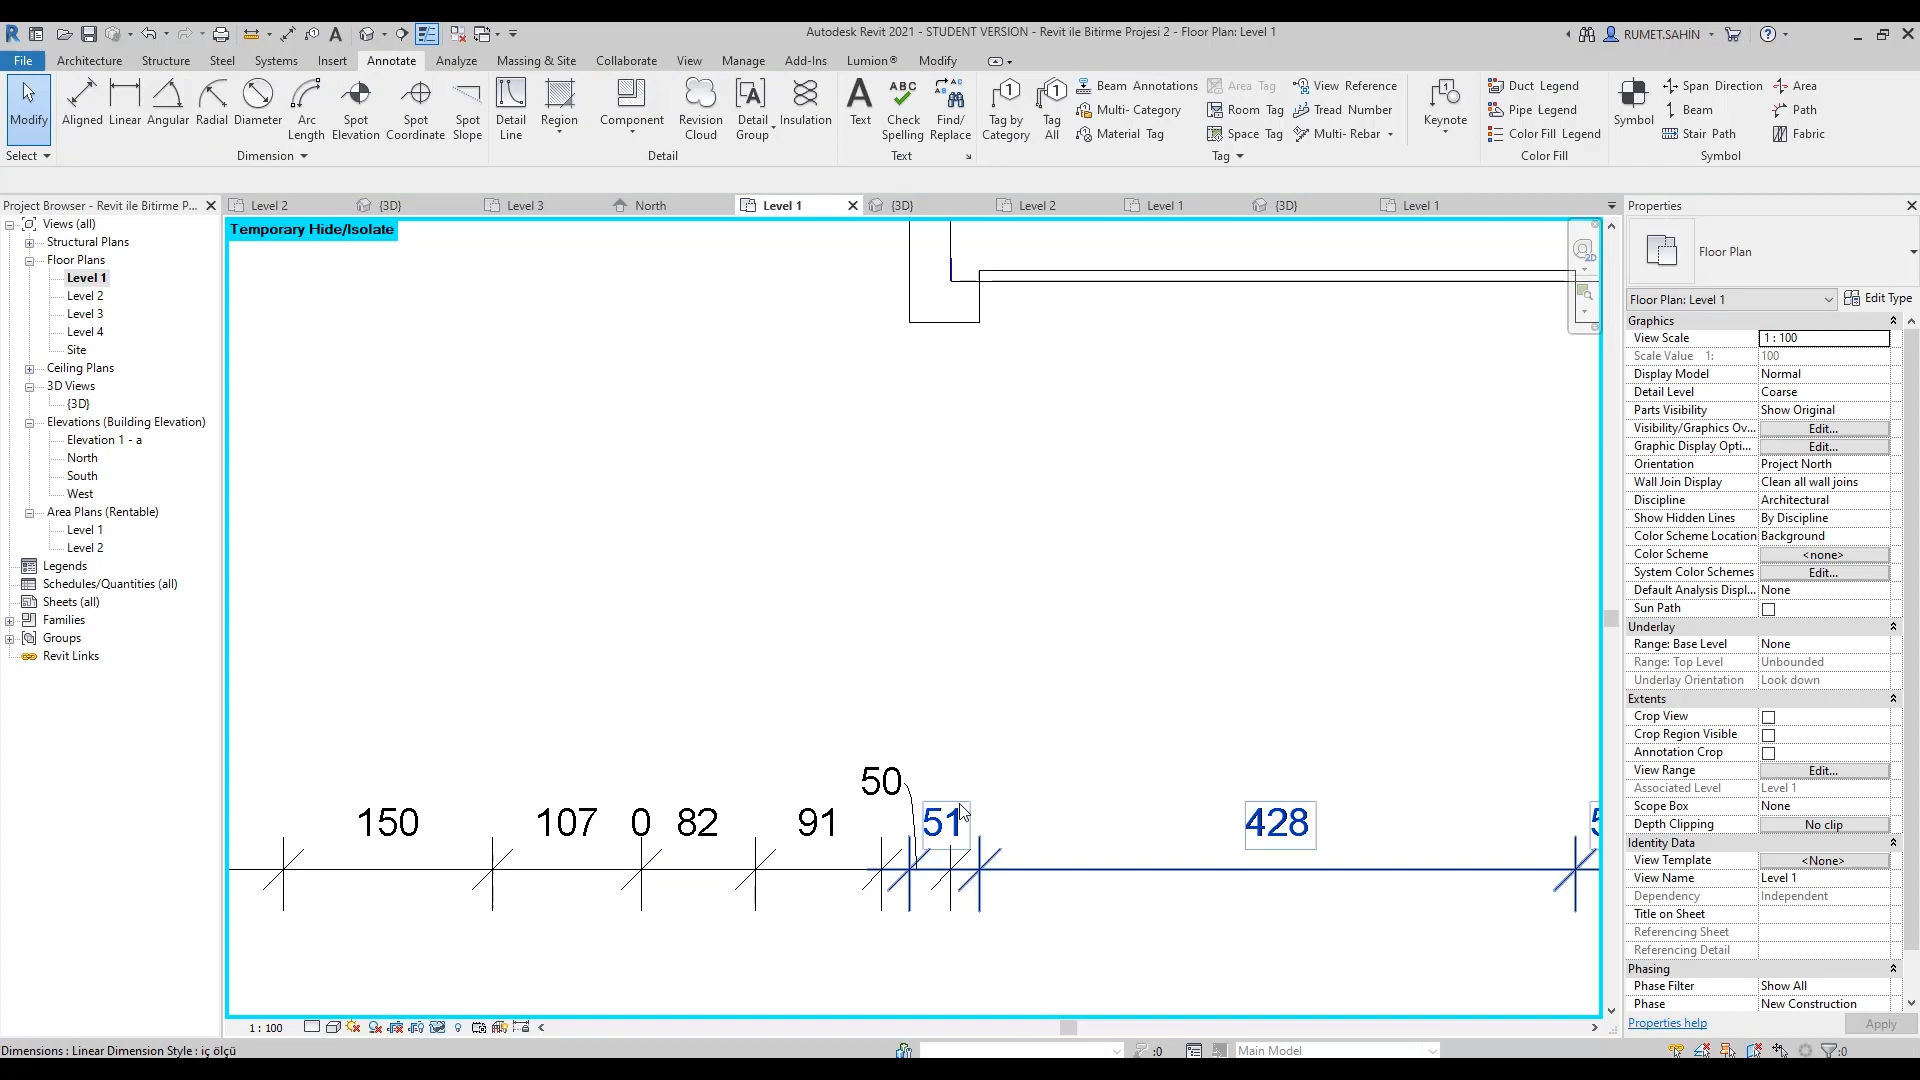 Autodesk Revit 2021 - STUDENT VERSION - Revit ile Bitirme Projesi 2 - Floor Plan: Level 1
RUMET.SAHİN
File Architecture Structure Steel Systems Insert Annotate Analyze Massing & Site Collaborate View Manage Add-Ins Lumion® Modify
Modify
Aligned Linear Angular Radial Diameter Arc Length Spot Elevation Spot Coordinate Spot Slope
Detail Line Region Component Revision Cloud Detail Group Insulation
Text Check Spelling Find/ Replace
Tag by Category Tag All
Beam Annotations Area Tag View Reference
Multi- Category Room Tag Tread Number
Material Tag Space Tag Multi- Rebar
Keynote
Duct Legend
Pipe Legend
Color Fill Legend
Symbol
Span Direction Area
Beam Path
Stair Path Fabric
Select Dimension Detail Text Tag Color Fill Symbol
Project Browser - Revit ile Bitirme P...
Level 2 {3D} Level 3 North Level 1 {3D} Level 2 Level 1 {3D} Level 1
Views (all)
Structural Plans
Floor Plans
Level 1
Level 2
Level 3
Level 4
Site
Ceiling Plans
3D Views
{3D}
Elevations (Building Elevation)
Elevation 1 - a
North
South
West
Area Plans (Rentable)
Level 1
Level 2
Legends
Schedules/Quantities (all)
Sheets (all)
Families
Groups
Revit Links
Temporary Hide/Isolate
2D
50
150 107 0 82 91 51 428
1 : 100
Properties
Floor Plan
Floor Plan: Level 1 Edit Type
Graphics
View Scale 1 : 100
Scale Value 1: 100
Display Model Normal
Detail Level Coarse
Parts Visibility Show Original
Visibility/Graphics Ov... Edit...
Graphic Display Opti... Edit...
Orientation Project North
Wall Join Display Clean all wall joins
Discipline Architectural
Show Hidden Lines By Discipline
Color Scheme Location Background
Color Scheme <none>
System Color Schemes Edit...
Default Analysis Displ... None
Sun Path
Underlay
Range: Base Level None
Range: Top Level Unbounded
Underlay Orientation Look down
Extents
Crop View
Crop Region Visible
Annotation Crop
View Range Edit...
Associated Level Level 1
Scope Box None
Depth Clipping No clip
Identity Data
View Template <None>
View Name Level 1
Dependency Independent
Title on Sheet
Referencing Sheet
Referencing Detail
Phasing
Phase Filter Show All
Phase New Construction
Properties help Apply
Dimensions : Linear Dimension Style : iç ölçü
:0 Main Model :0